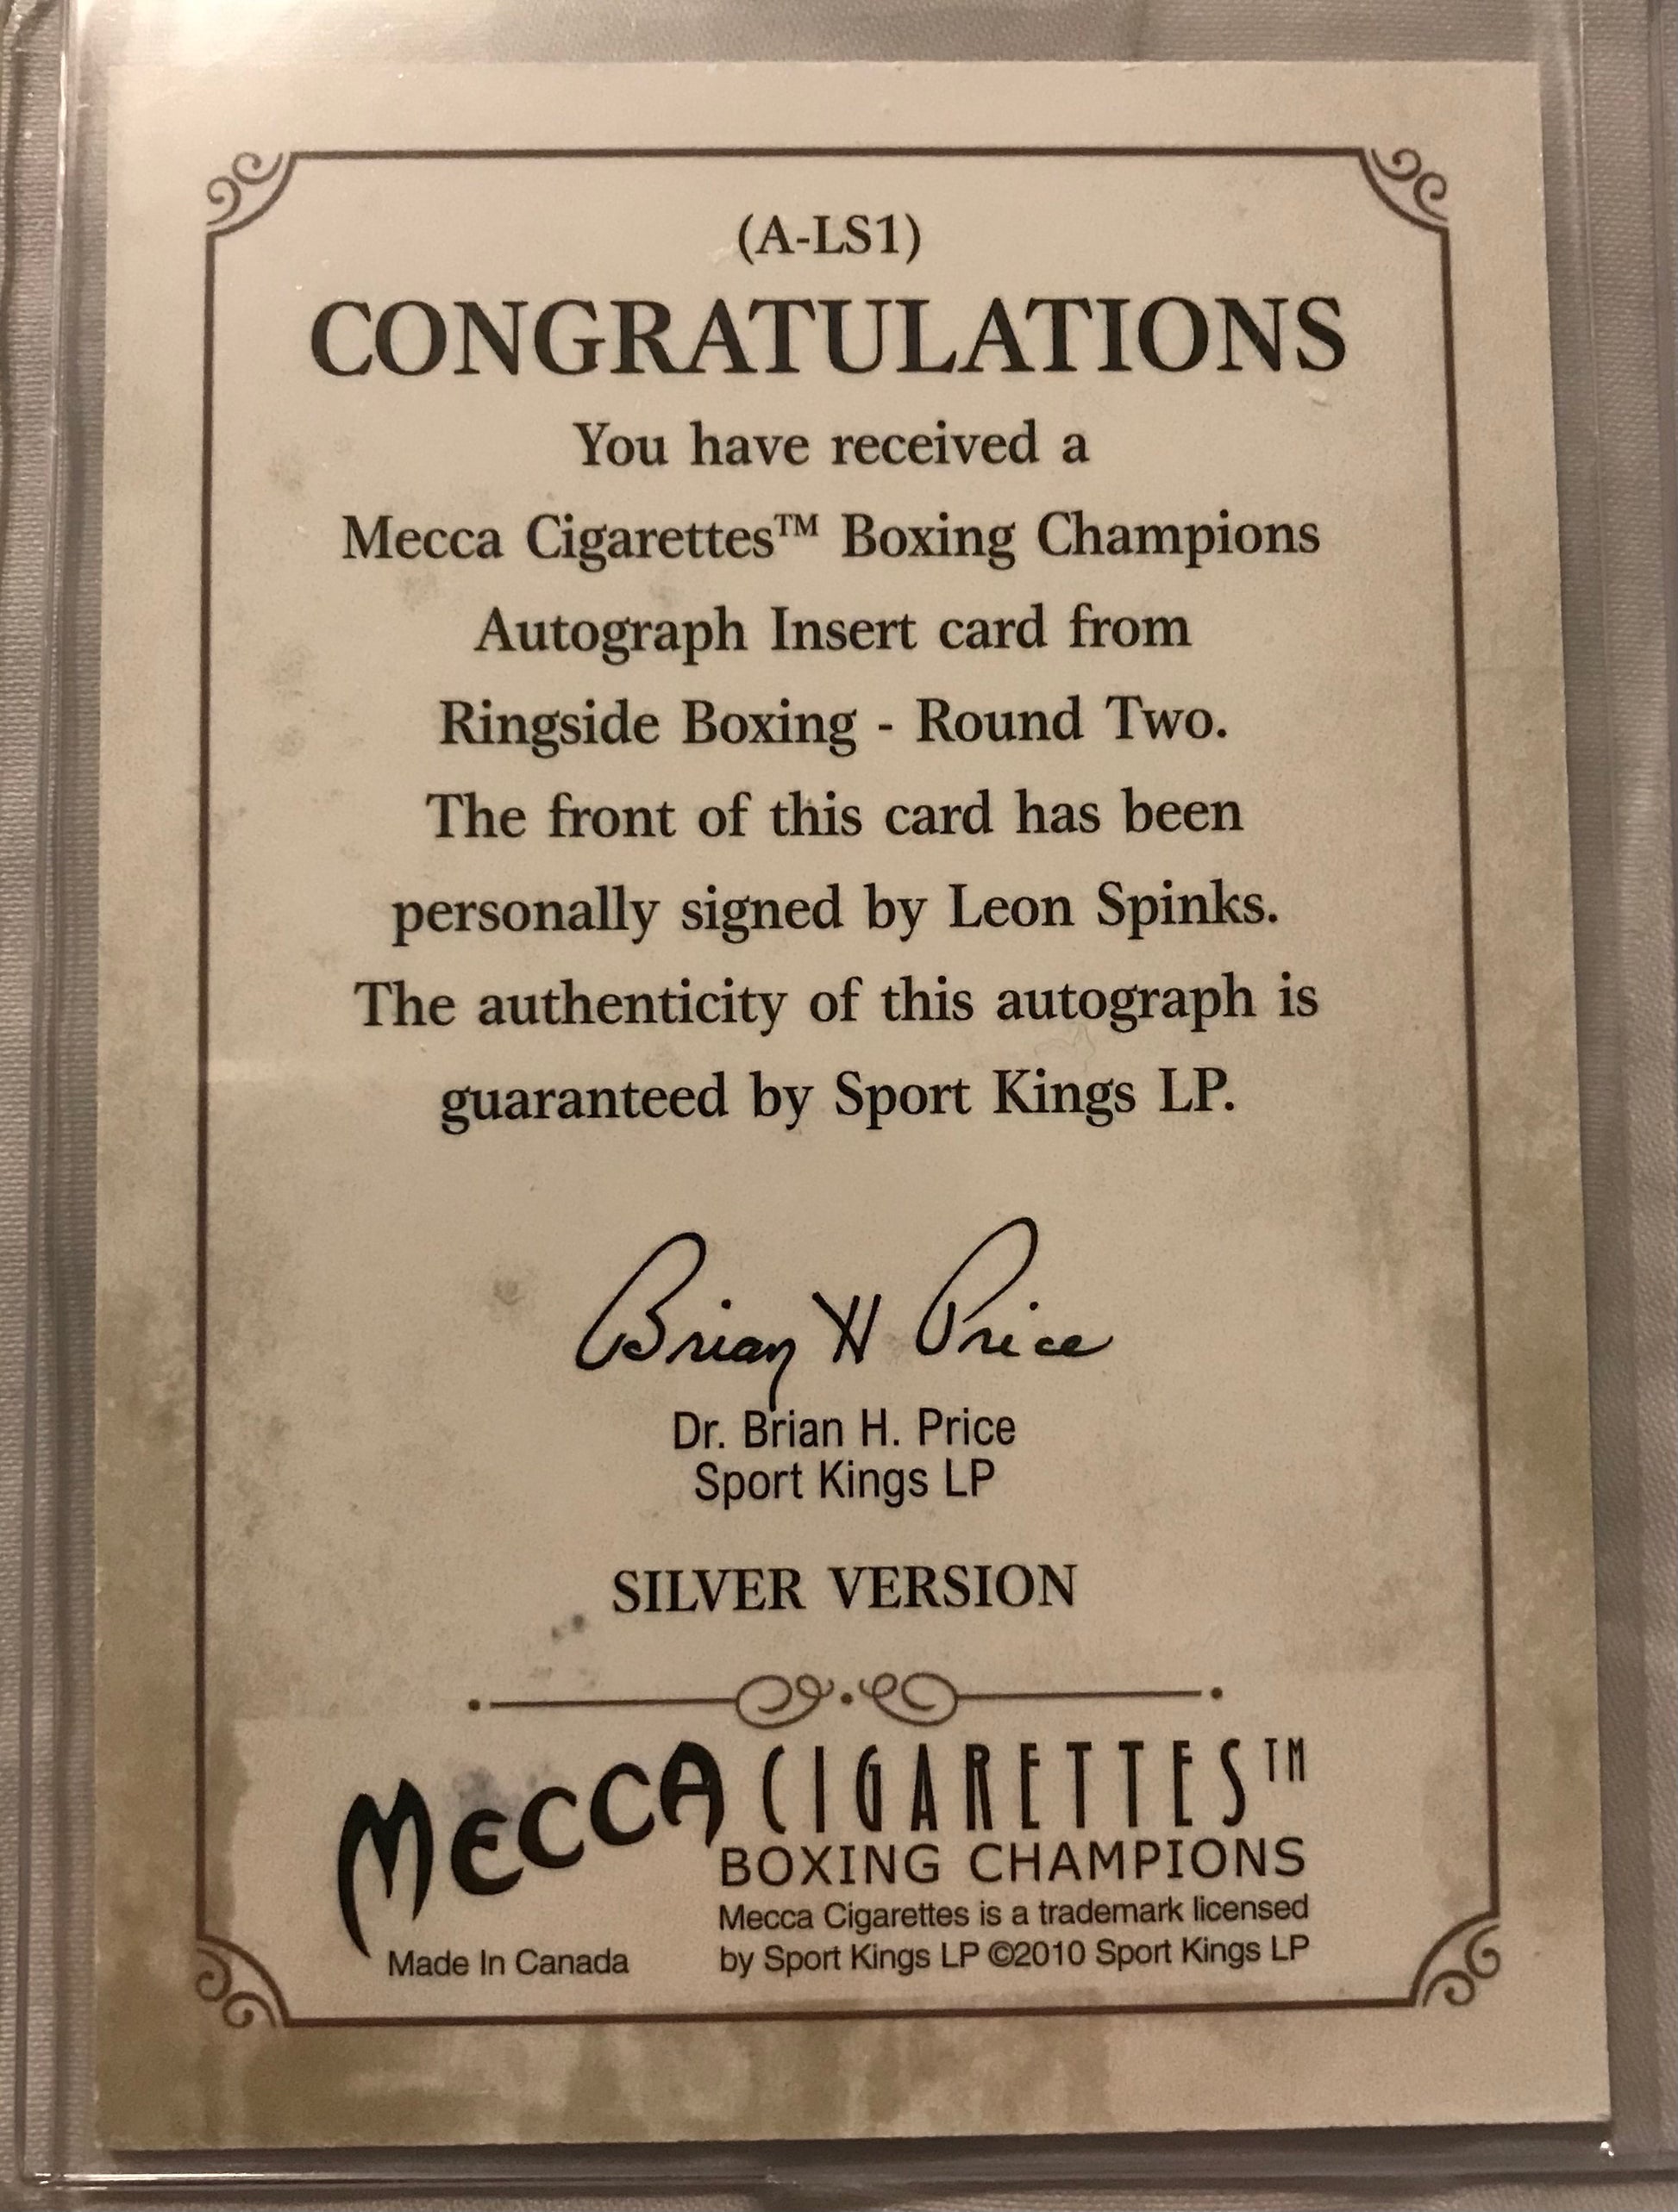 (A-LS1)
CONGRATULATIONS
You have received a
Mecca Cigarettes™ Boxing Champions
Autograph Insert card from
Ringside Boxing - Round Two.
The front of this card has been
personally signed by Leon Spinks.
The authenticity of this autograph is
guaranteed by Sport Kings LP.
Brian H Price
Dr. Brian H. Price
Sport Kings LP
SILVER VERSION
MECCA CIGARETTES™
BOXING CHAMPIONS
Mecca Cigarettes is a trademark licensed
by Sport Kings LP ©2010 Sport Kings LP
Made In Canada